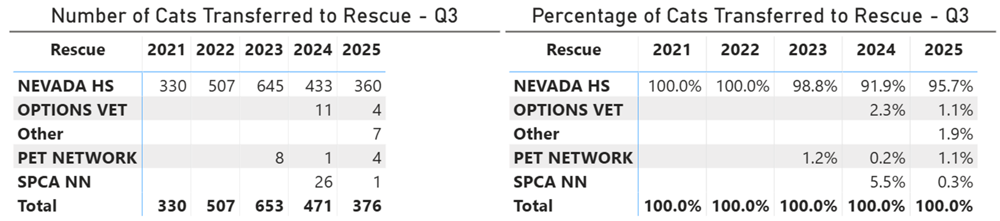 Number of Cats Transferred to Rescue - Q3
Rescue 2021 2022 2023 2024 2025
NEVADA HS 330 507 645 433 360
OPTIONS VET 11 4
Other 7
PET NETWORK 8 1 4
SPCA NN 26 1
Total 330 507 653 471 376
Percentage of Cats Transferred to Rescue - Q3
Rescue 2021 2022 2023 2024 2025
NEVADA HS 100.0% 100.0% 98.8% 91.9% 95.7%
OPTIONS VET 2.3% 1.1%
Other 1.9%
PET NETWORK 1.2% 0.2% 1.1%
SPCA NN 5.5% 0.3%
Total 100.0% 100.0% 100.0% 100.0% 100.0%